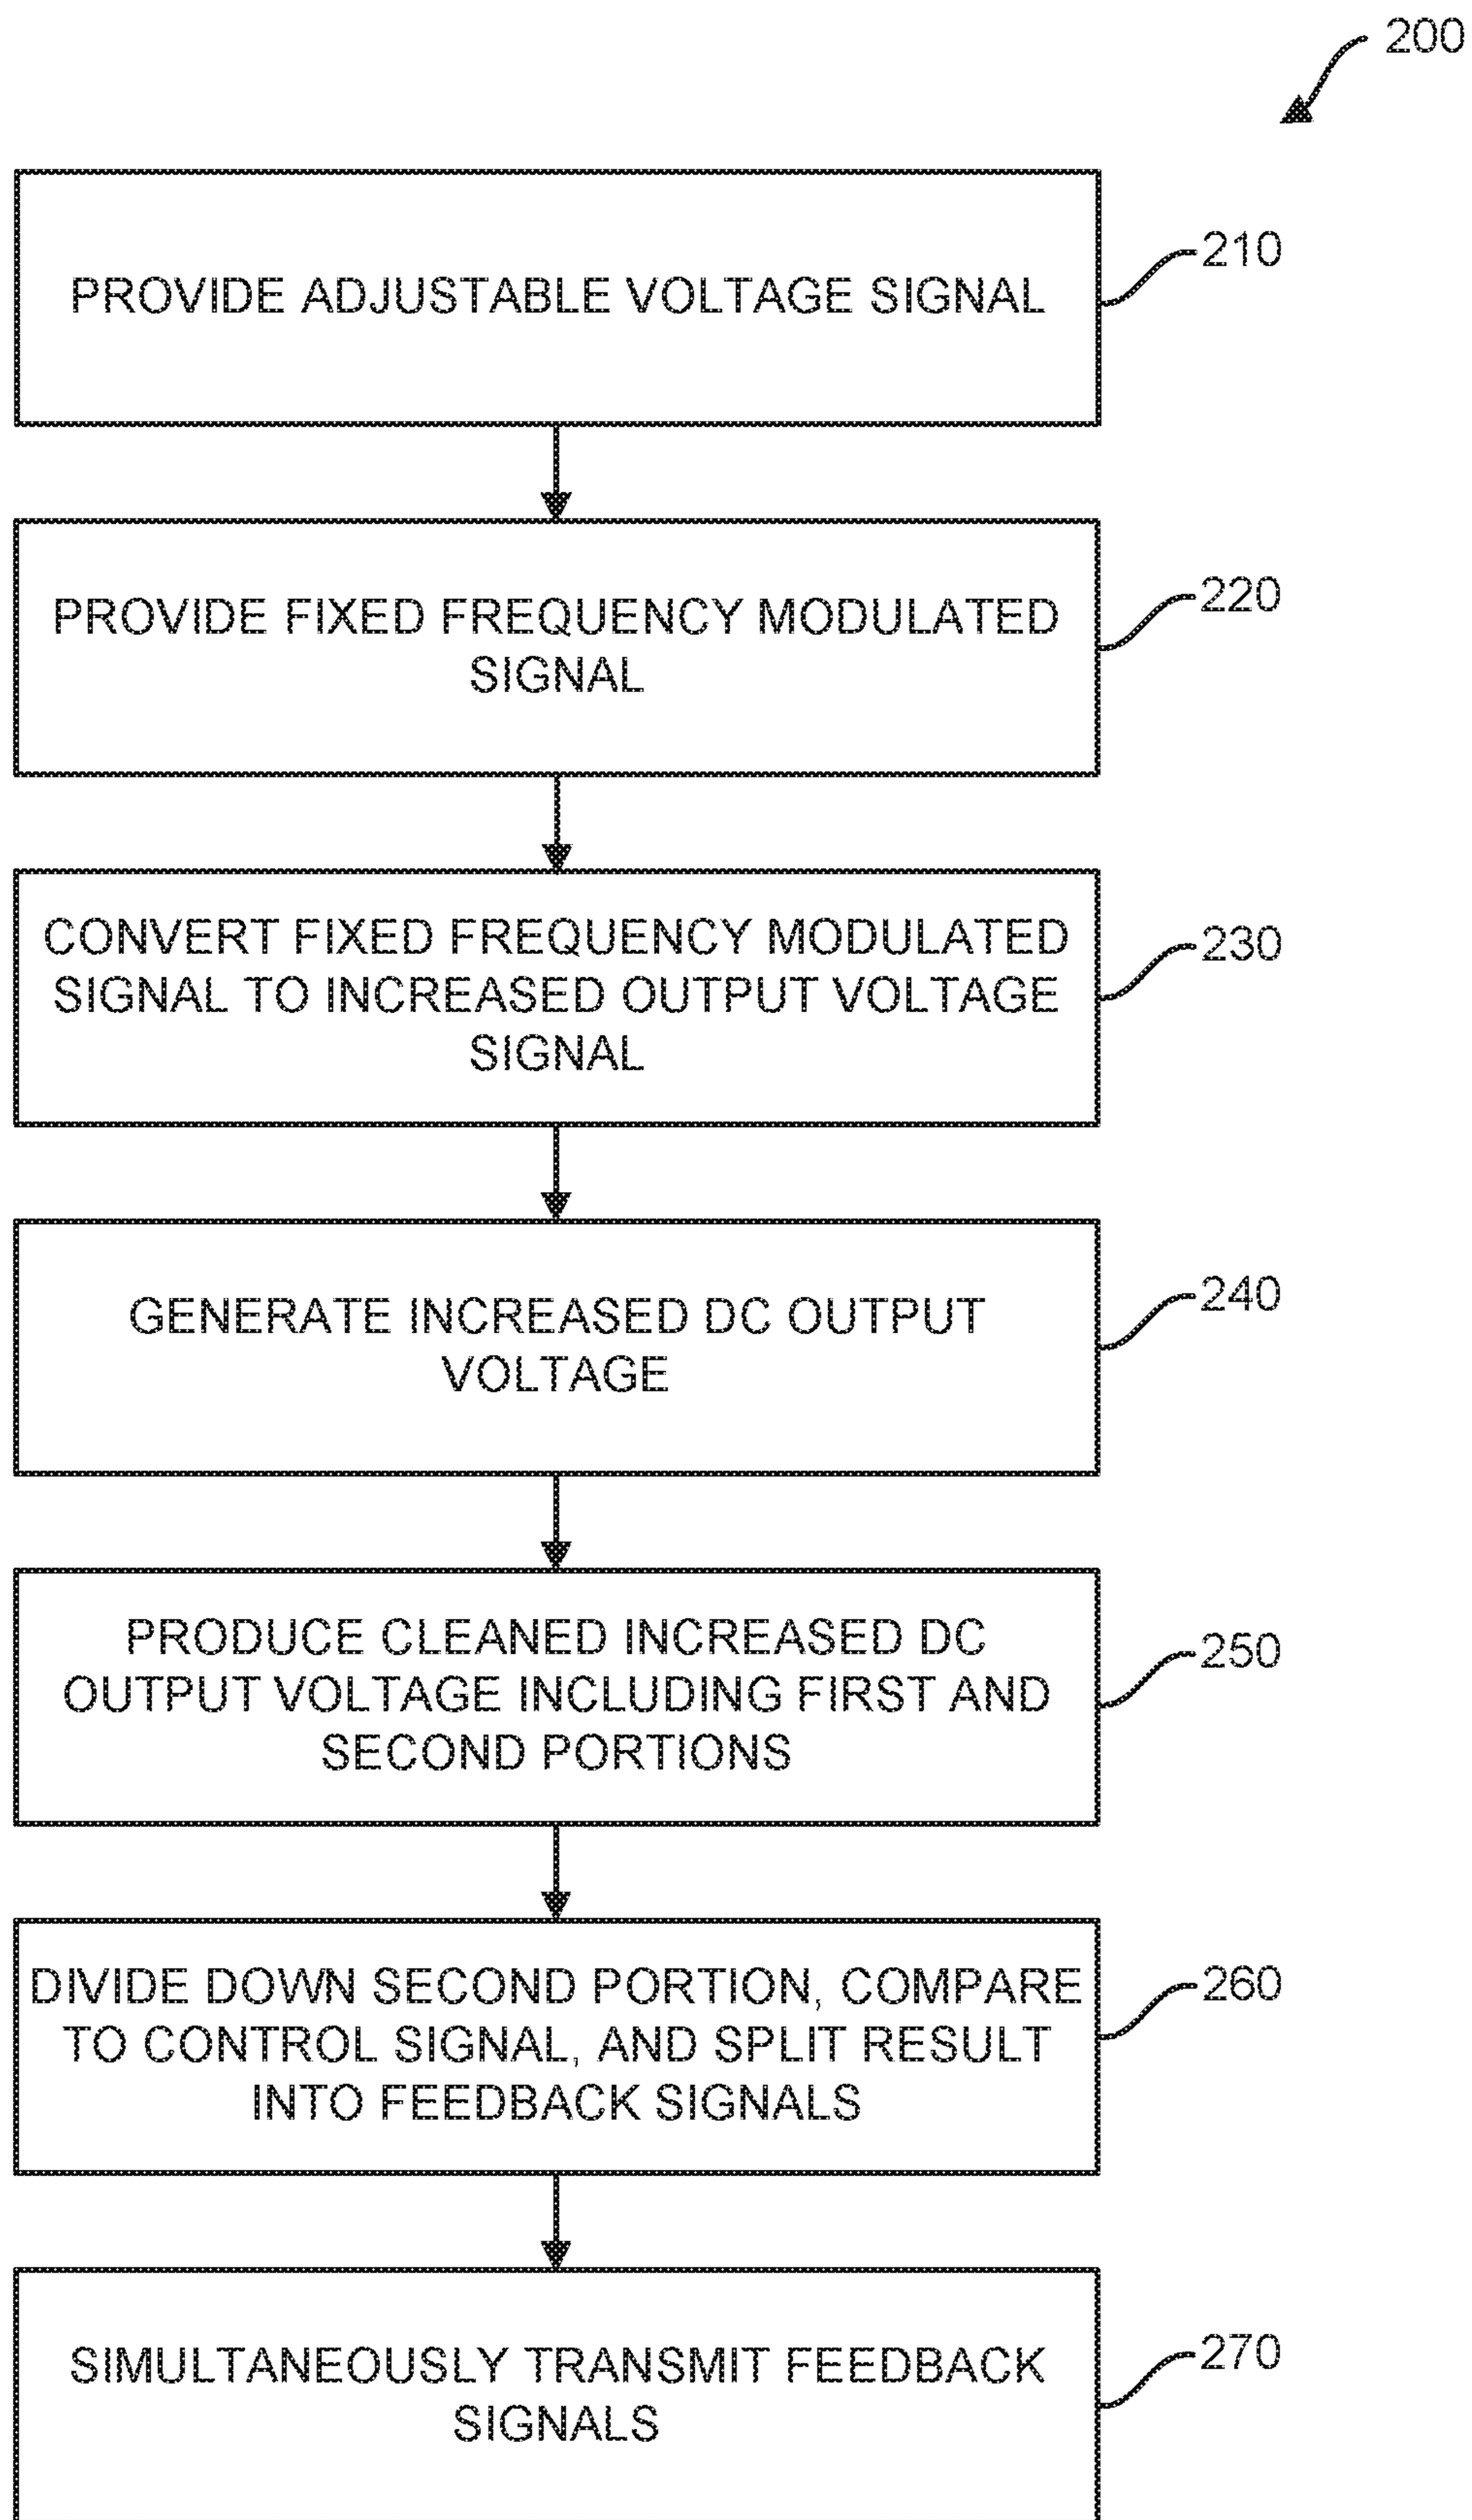 200
PROVIDE ADJUSTABLE VOLTAGE SIGNAL
210
PROVIDE FIXED FREQUENCY MODULATED
SIGNAL
220
CONVERT FIXED FREQUENCY MODULATED
SIGNAL TO INCREASED OUTPUT VOLTAGE
SIGNAL
230
GENERATE INCREASED DC OUTPUT
VOLTAGE
240
PRODUCE CLEANED INCREASED DC
OUTPUT VOLTAGE INCLUDING FIRST AND
SECOND PORTIONS
250
DIVIDE DOWN SECOND PORTION, COMPARE
TO CONTROL SIGNAL, AND SPLIT RESULT
INTO FEEDBACK SIGNALS
260
SIMULTANEOUSLY TRANSMIT FEEDBACK
SIGNALS
270